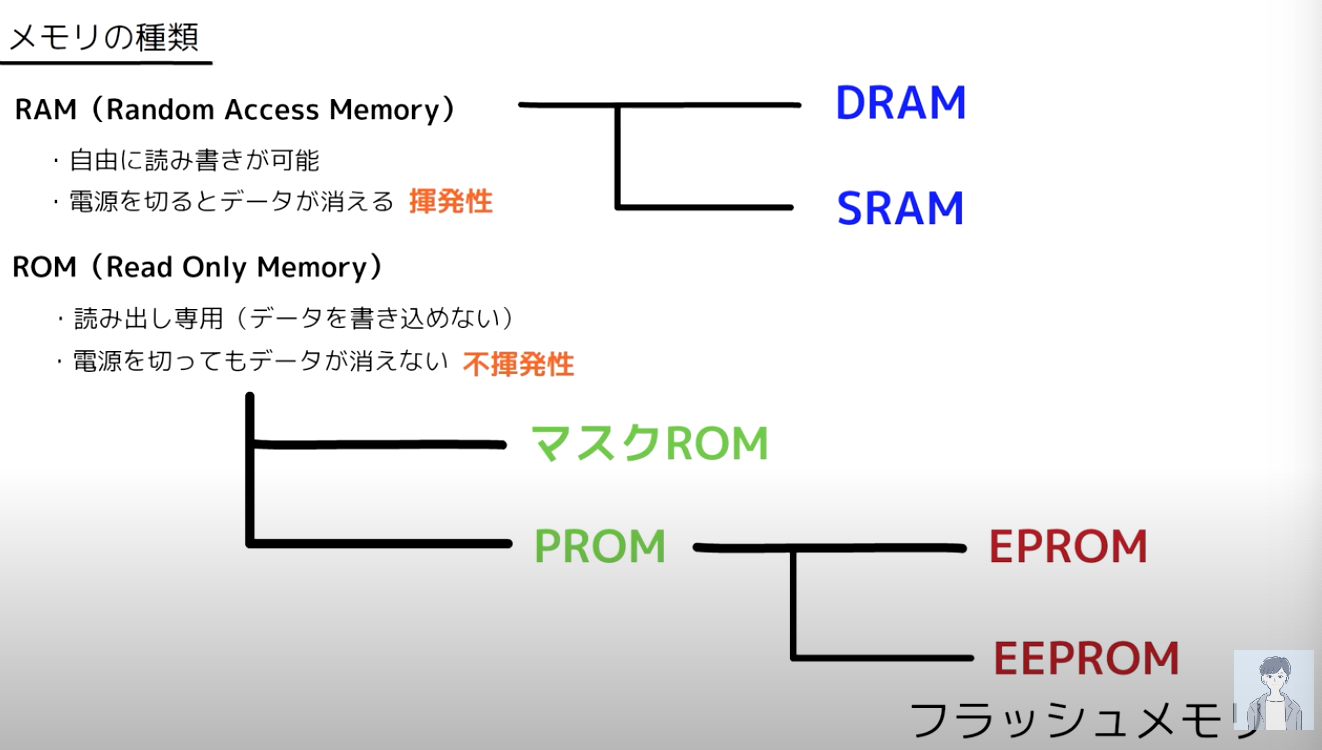 メモリの種類
RAM（Random Access Memory）
DRAM
・自由に読み書きが可能
・電源を切るとデータが消える 揮発性
SRAM
ROM（Read Only Memory）
・読み出し専用（データを書き込めない）
・電源を切ってもデータが消えない 不揮発性
マスクROM
PROM
EPROM
EEPROM
フラッシュメモリ